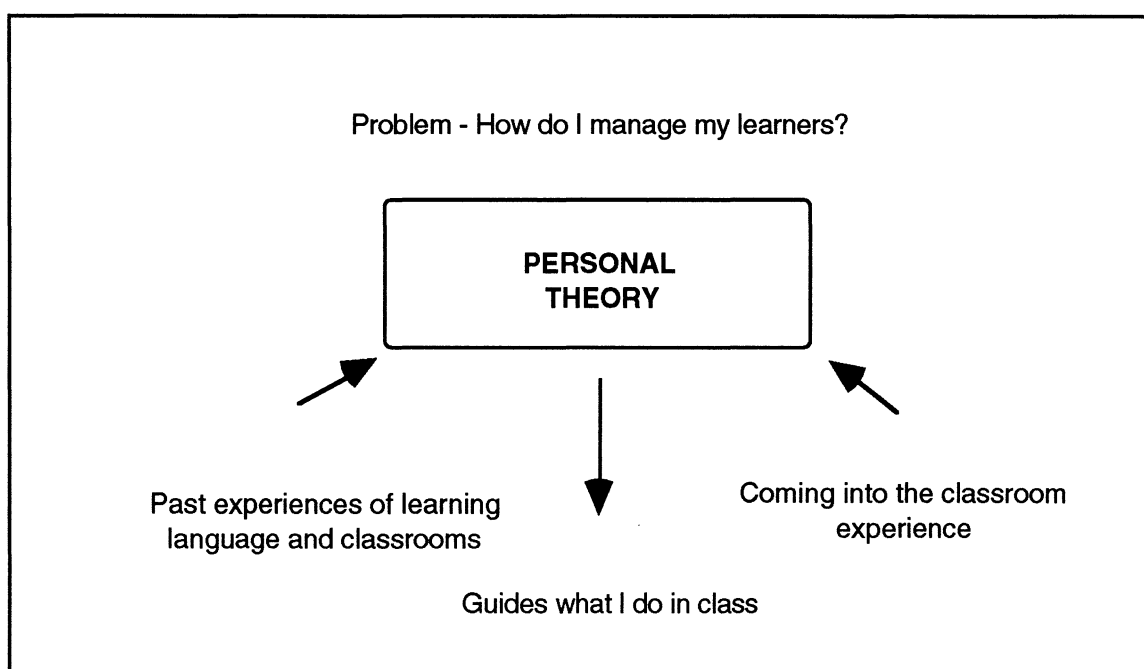 Problem - How do I manage my learners?
PERSONAL
THEORY
Past experiences of learning
language and classrooms
Coming into the classroom
experience
Guides what I do in class